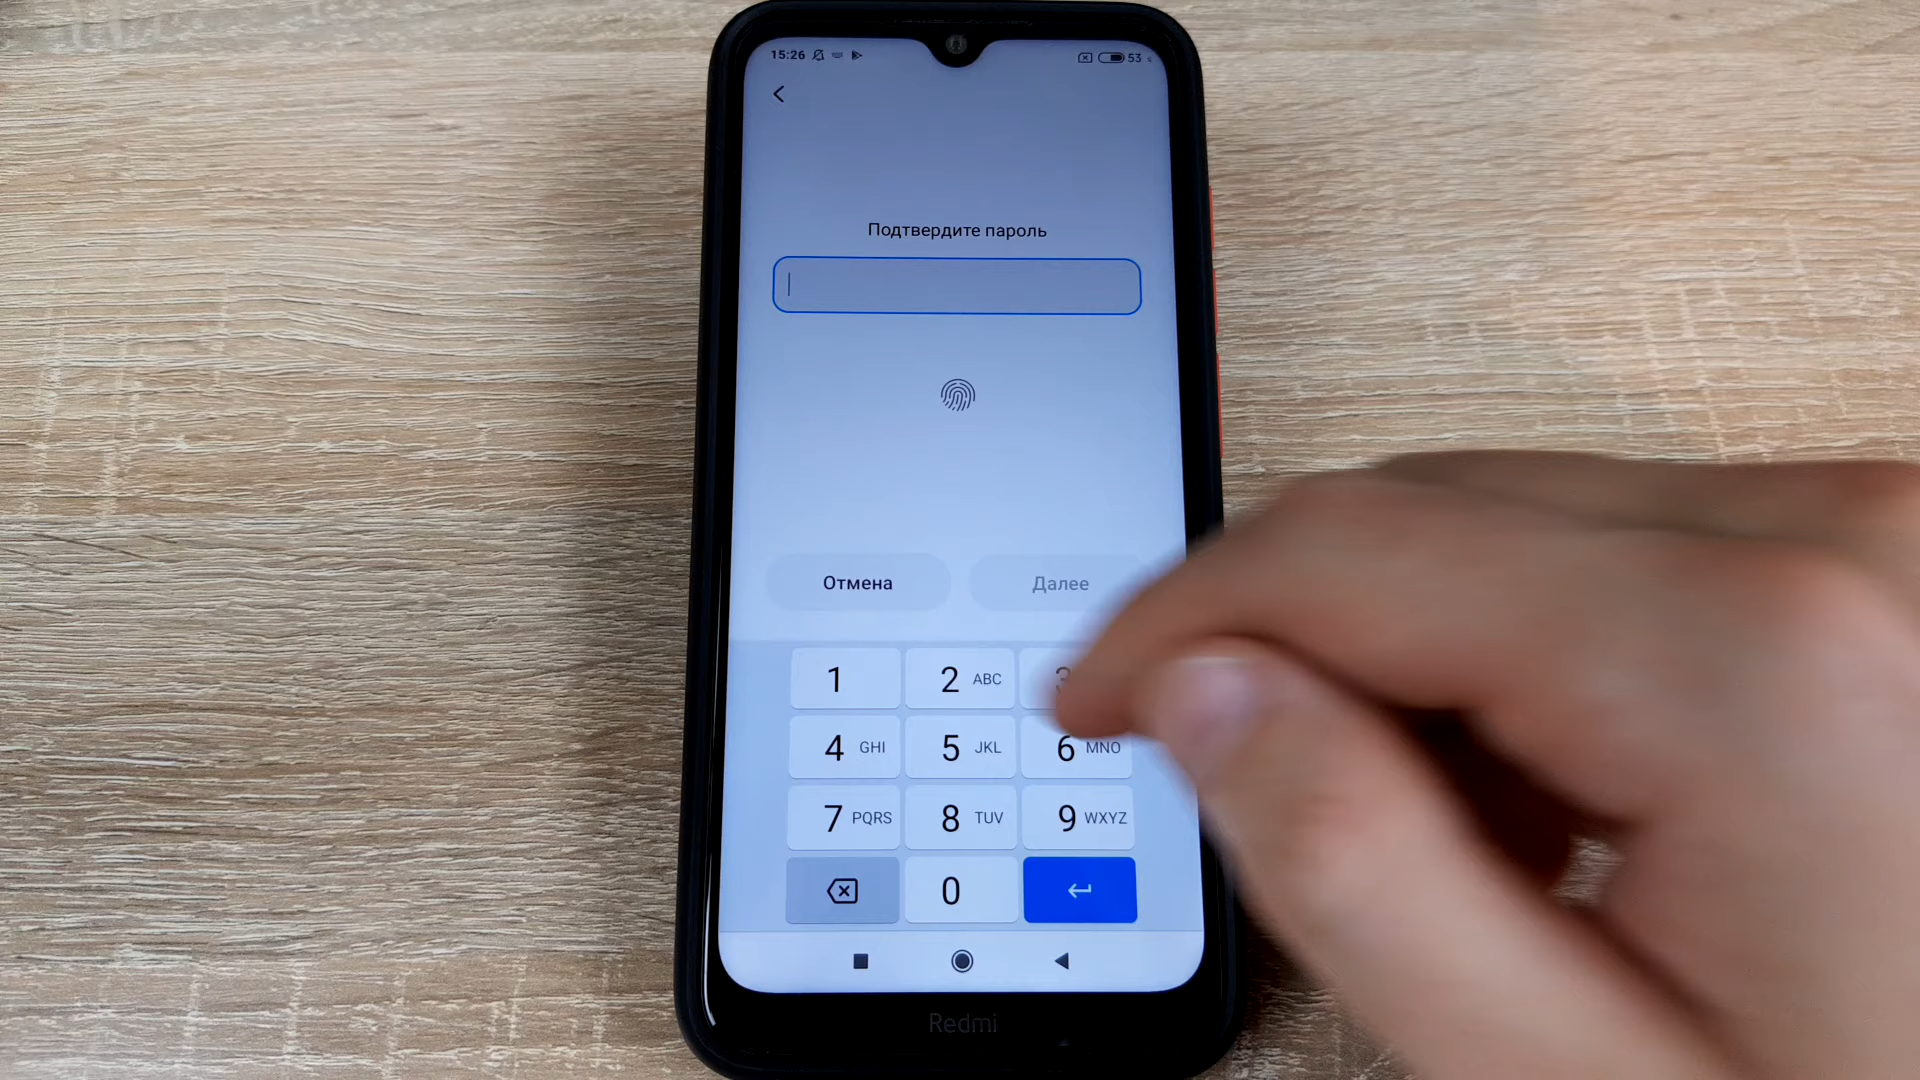 15:26
53
Подтвердите пароль
Отмена
Далее
1
2 ABC
3
4 GHI
5 JKL
6 MNO
7 PQRS
8 TUV
9 WXYZ
0
Redmi